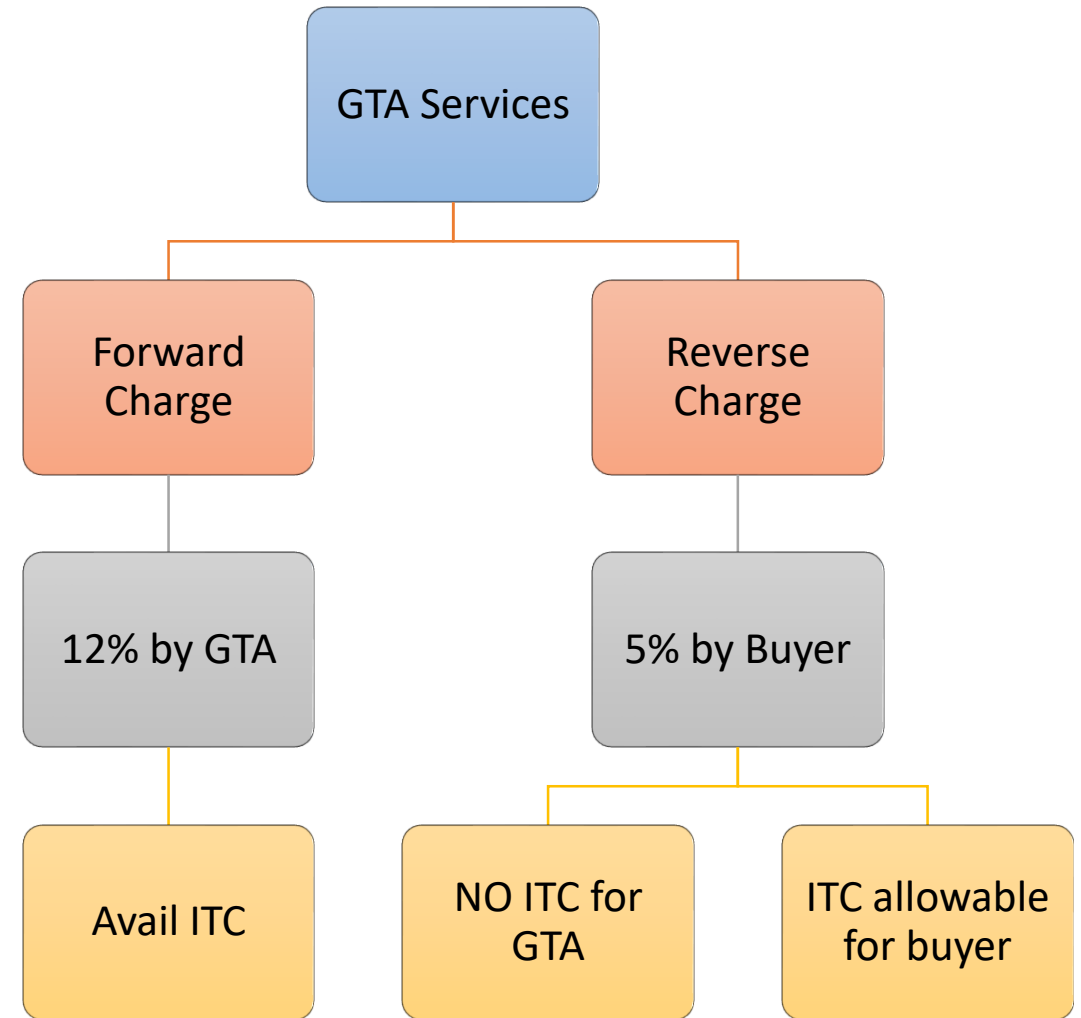 GTA Services
Forward
Charge
Reverse
Charge
12% by GTA
5% by Buyer
Avail ITC
NO ITC for
GTA
ITC allowable
for buyer